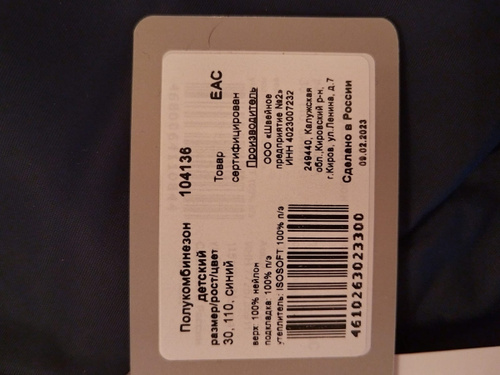 Полукомбинезон
детский
размер/рост/цвет
30, 110, синий
верх: 100% нейлон
подкладка: 100% п/э
утеплитель: ISOSOFT 100% п/э
4610263023300
104136
Товар EAC
сертифицирован
Производитель
ООО «Швейное
предприятие №2»
ИНН 4023007232
249440, Калужская
обл.,Кировский р-н,
г.Киров, ул.Ленина, д.7
Сделано в России
09.02.2023